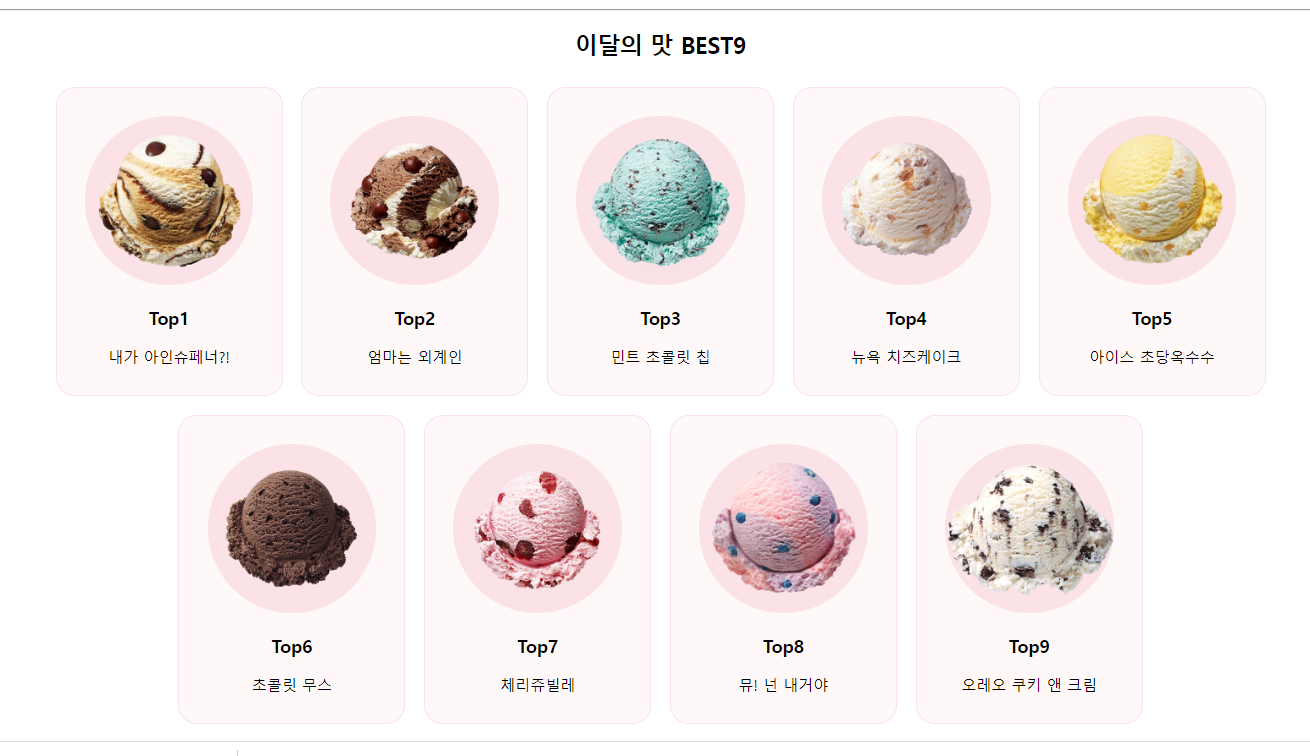 이달의 맛 BEST9
Top1
내가 아인슈페너?!
Top2
엄마는 외계인
Top3
민트 초콜릿 칩
Top4
뉴욕 치즈케이크
Top5
아이스 초당옥수수
Top6
초콜릿 무스
Top7
체리쥬빌레
Top8
뮤! 넌 내거야
Top9
오레오 쿠키 앤 크림